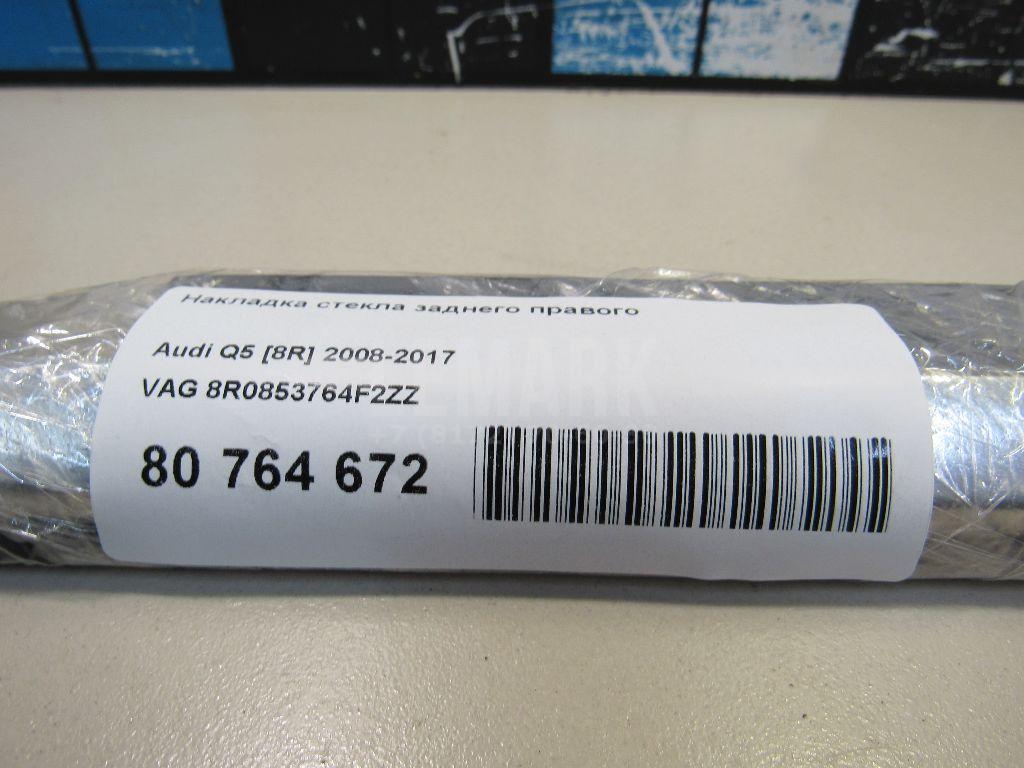 Накладка стекла заднего правого
Audi Q5 [8R] 2008-2017
VAG 8R0853764F2ZZ
80 764 672